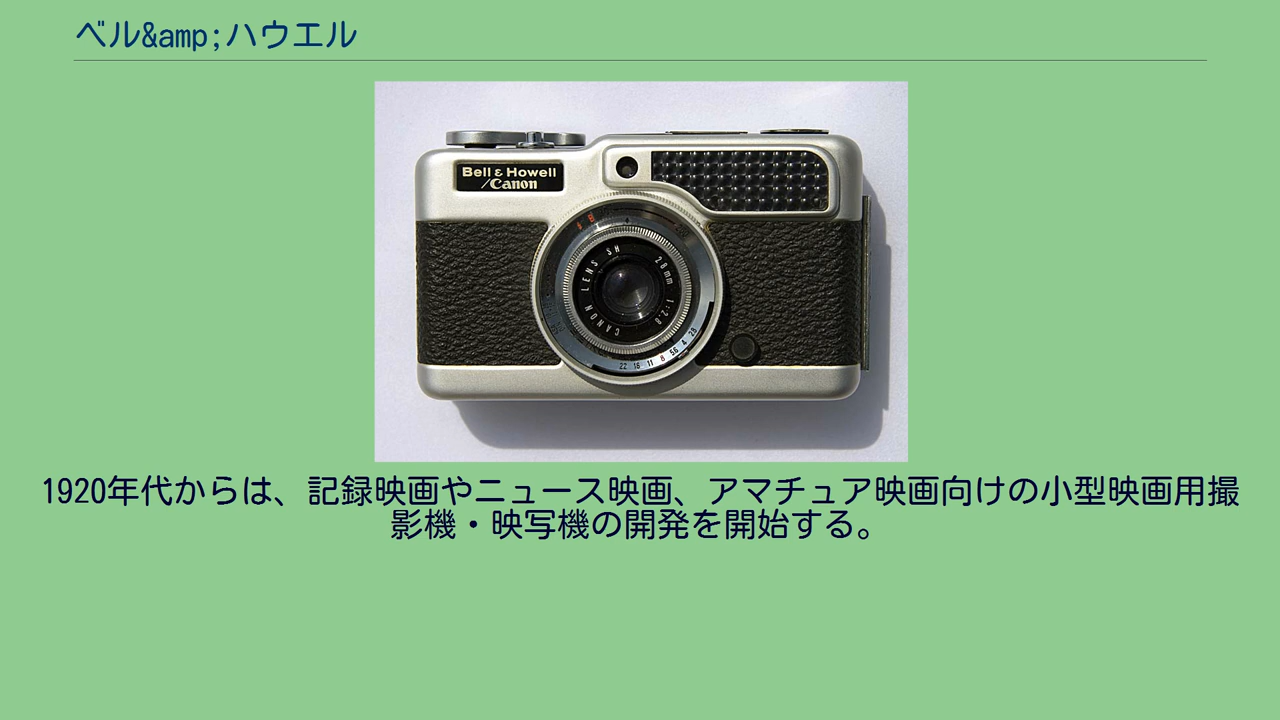 ベル&amp;ハウエル
Bell & Howell
/Canon
CANON LENS SH 28mm 1:2.8
22 16 11 8 5.6 4 2.8
1920年代からは、記録映画やニュース映画、アマチュア映画向けの小型映画用撮
影機・映写機の開発を開始する。